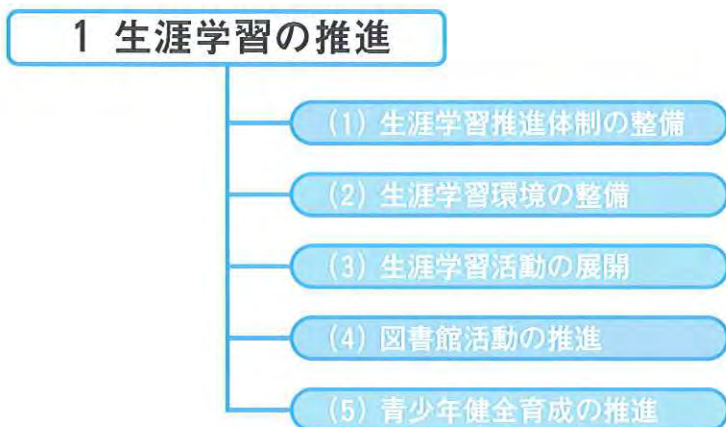 1 生涯学習の推進
(1) 生涯学習推進体制の整備
(2) 生涯学習環境の整備
(3) 生涯学習活動の展開
(4) 図書館活動の推進
(5) 青少年健全育成の推進